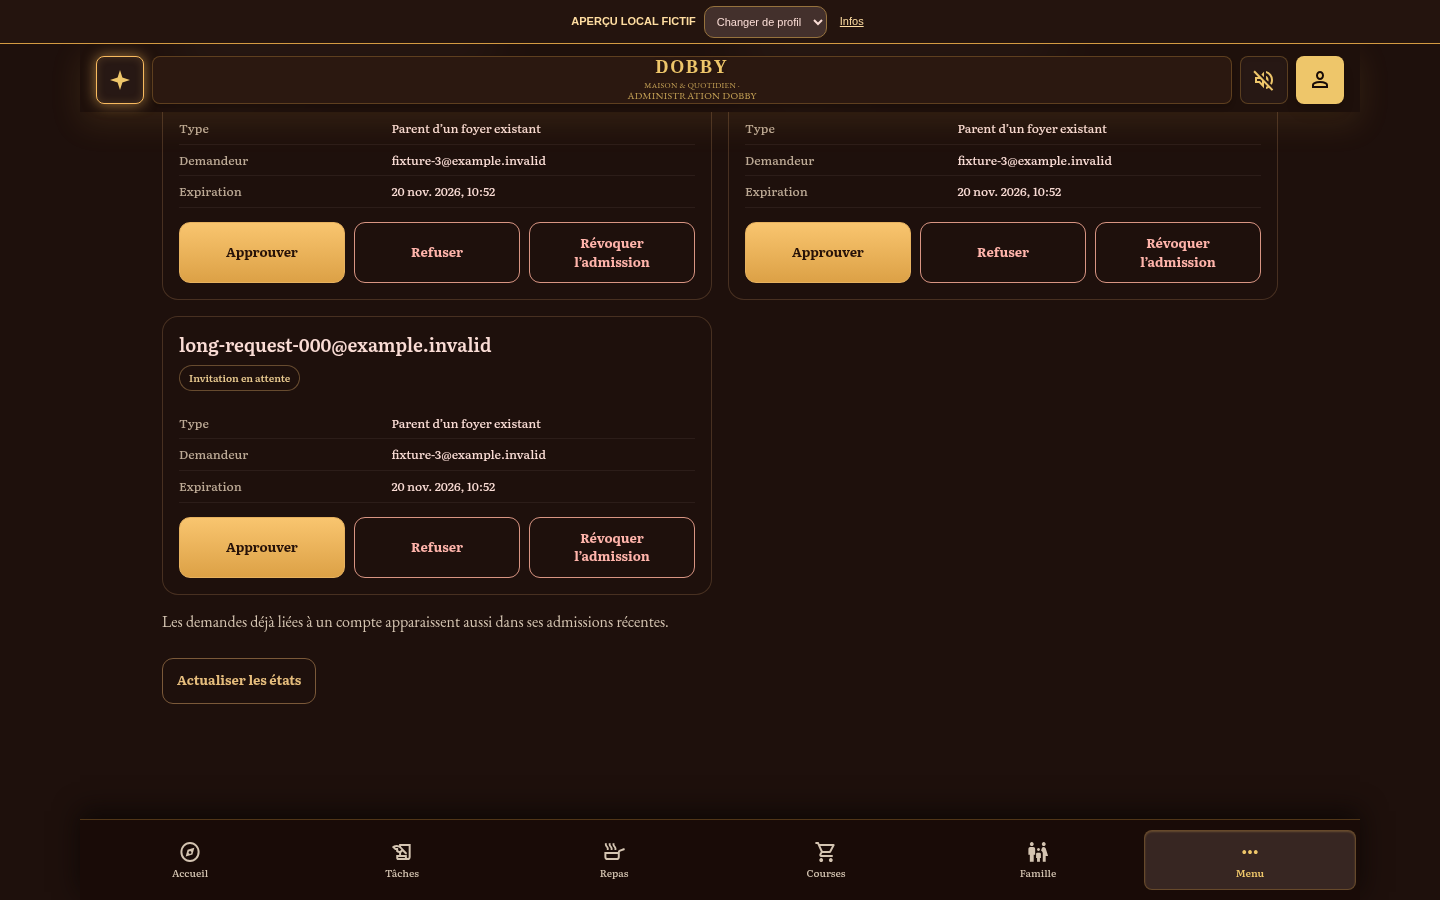 APERÇU LOCAL FICTIF Changer de profil Infos
DOBBY
MAISON & QUOTIDIEN ·
ADMINISTRATION DOBBY
Type Parent d’un foyer existant
Demandeur fixture-3@example.invalid
Expiration 20 nov. 2026, 10:52
Approuver Refuser Révoquer
l’admission
Type Parent d’un foyer existant
Demandeur fixture-3@example.invalid
Expiration 20 nov. 2026, 10:52
Approuver Refuser Révoquer
l’admission
long-request-000@example.invalid
Invitation en attente
Type Parent d’un foyer existant
Demandeur fixture-3@example.invalid
Expiration 20 nov. 2026, 10:52
Approuver Refuser Révoquer
l’admission
Les demandes déjà liées à un compte apparaissent aussi dans ses admissions récentes.
Actualiser les états
Accueil Tâches Repas Courses Famille Menu